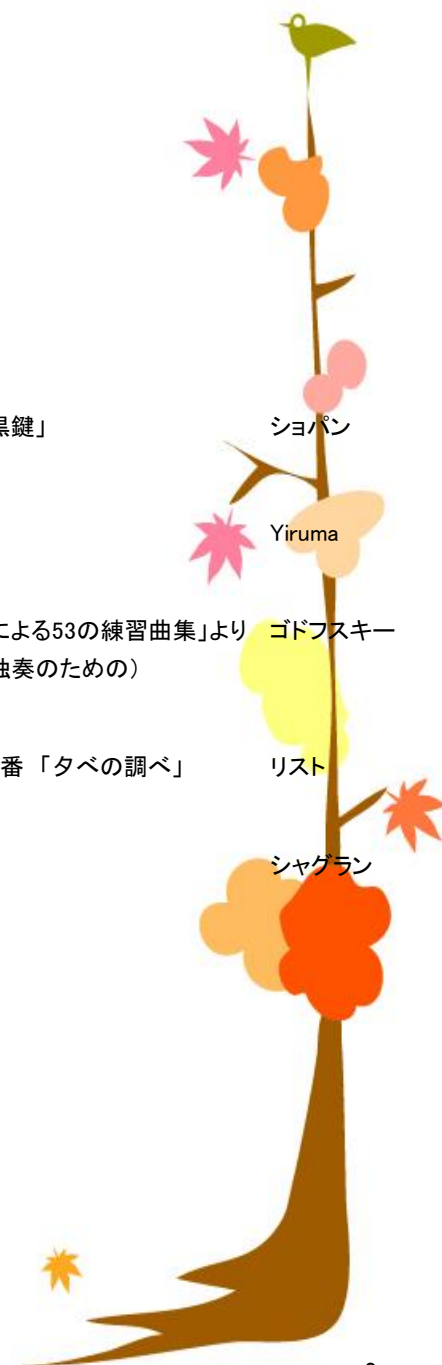 黒鍵」 ショパン
Yiruma
による53の練習曲集」より ゴドフスキー
独奏のための）
番 「夕べの調べ」 リスト
シャグラン